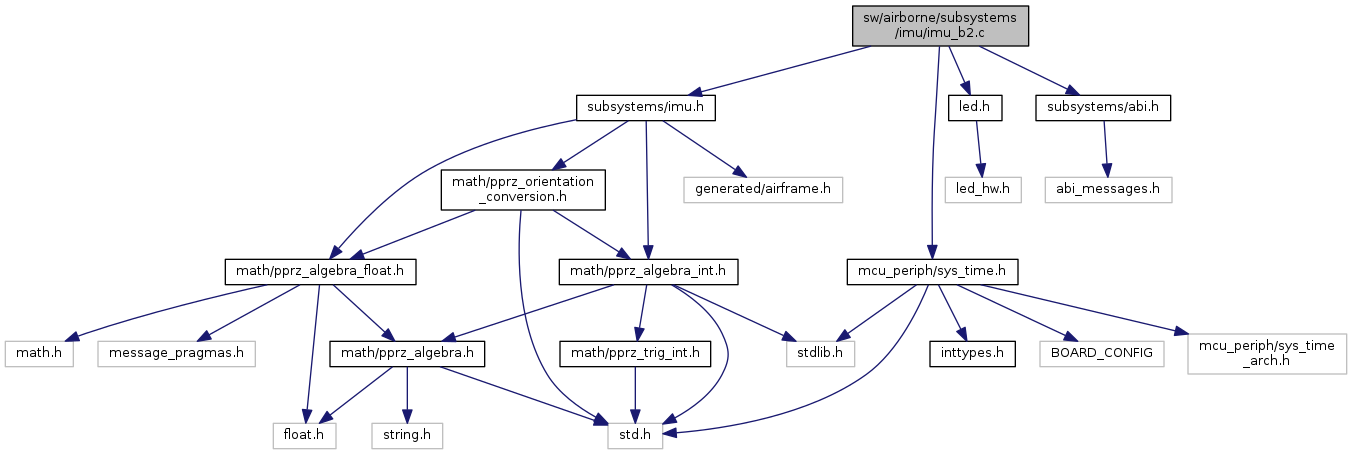 sw/airborne/subsystems
/imu/imu_b2.c
subsystems/imu.h
led.h
subsystems/abi.h
math/pprz_orientation
_conversion.h
generated/airframe.h
led_hw.h
abi_messages.h
math/pprz_algebra_float.h
math/pprz_algebra_int.h
mcu_periph/sys_time.h
math.h
message_pragmas.h
math/pprz_algebra.h
math/pprz_trig_int.h
stdlib.h
inttypes.h
BOARD_CONFIG
mcu_periph/sys_time
_arch.h
float.h
string.h
std.h